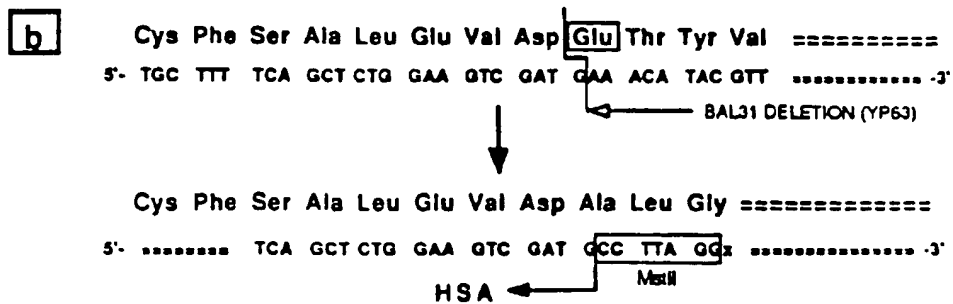 b
Cys Phe Ser Ala Leu Glu Val Asp Glu Thr Tyr Val ===========
5'- TGC TTT TCA GCT CTG GAA GTC GAT GAA ACA TAC GTT ------------ -3'
BAL31 DELETION (YP63)
Cys Phe Ser Ala Leu Glu Val Asp Ala Leu Gly =============
5'- -------- TCA GCT CTG GAA GTC GAT GCC TTA GGx --------------- -3'
MstII
HSA